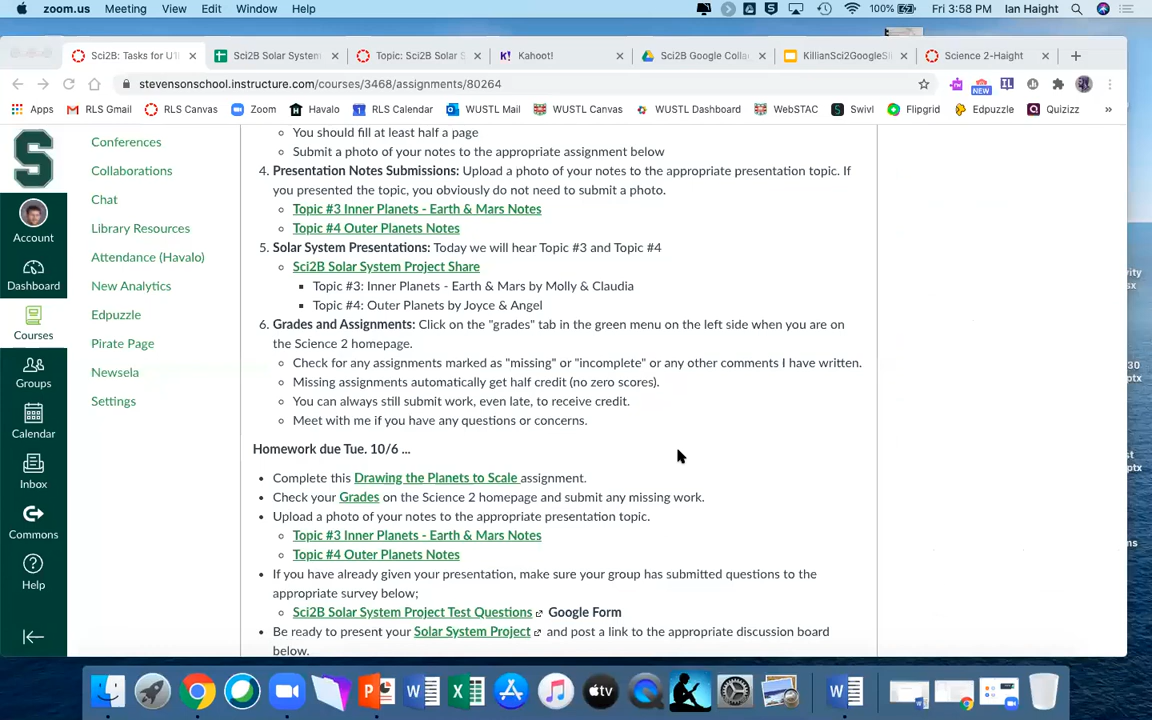 zoom.us Meeting View Edit Window Help 100% Fri 3:58 PM Ian Haight
Sci2B: Tasks for U1 Sci2B Solar System Topic: Sci2B Solar S Kahoot! Sci2B Google Colla KillianSci2GoogleSli Science 2-Haight
stevensonschool.instructure.com/courses/3468/assignments/80264
NEW
Apps RLS Gmail RLS Canvas Zoom Havalo RLS Calendar WUSTL Mail WUSTL Canvas WUSTL Dashboard WebSTAC Swivl Flipgrid Edpuzzle Quizizz »
Account
Dashboard
Courses
Groups
Calendar
Inbox
Commons
Help
Conferences
Collaborations
Chat
Library Resources
Attendance (Havalo)
New Analytics
Edpuzzle
Pirate Page
Newsela
Settings
You should fill at least half a page
Submit a photo of your notes to the appropriate assignment below
4. Presentation Notes Submissions: Upload a photo of your notes to the appropriate presentation topic. If
you presented the topic, you obviously do not need to submit a photo.
Topic #3 Inner Planets - Earth & Mars Notes
Topic #4 Outer Planets Notes
5. Solar System Presentations: Today we will hear Topic #3 and Topic #4
Sci2B Solar System Project Share
Topic #3: Inner Planets - Earth & Mars by Molly & Claudia
Topic #4: Outer Planets by Joyce & Angel
6. Grades and Assignments: Click on the "grades" tab in the green menu on the left side when you are on
the Science 2 homepage.
Check for any assignments marked as "missing" or "incomplete" or any other comments I have written.
Missing assignments automatically get half credit (no zero scores).
You can always still submit work, even late, to receive credit.
Meet with me if you have any questions or concerns.
Homework due Tue. 10/6 ...
Complete this Drawing the Planets to Scale assignment.
Check your Grades on the Science 2 homepage and submit any missing work.
Upload a photo of your notes to the appropriate presentation topic.
Topic #3 Inner Planets - Earth & Mars Notes
Topic #4 Outer Planets Notes
If you have already given your presentation, make sure your group has submitted questions to the
appropriate survey below;
Sci2B Solar System Project Test Questions Google Form
Be ready to present your Solar System Project and post a link to the appropriate discussion board
below.